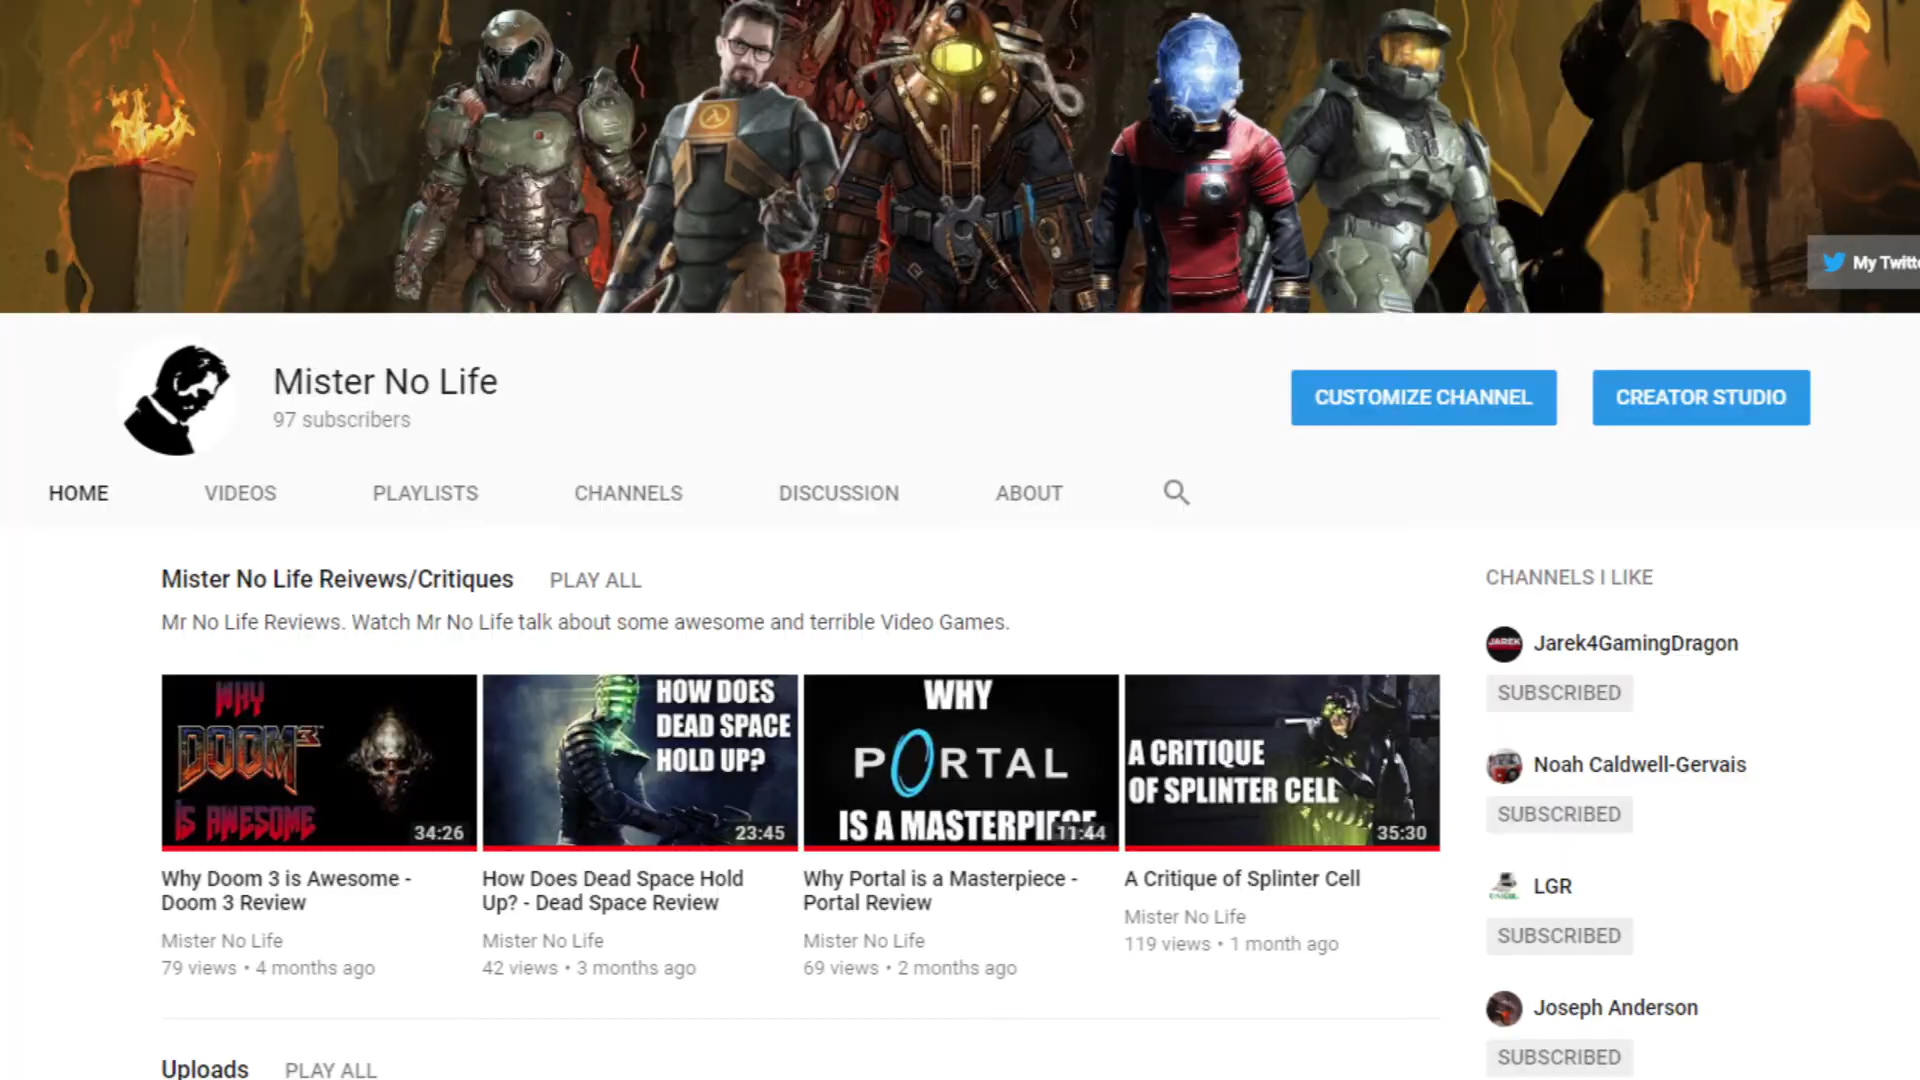 My Twitte
Mister No Life
97 subscribers
CUSTOMIZE CHANNEL
CREATOR STUDIO
HOME
VIDEOS
PLAYLISTS
CHANNELS
DISCUSSION
ABOUT
Mister No Life Reivews/Critiques
PLAY ALL
Mr No Life Reviews. Watch Mr No Life talk about some awesome and terrible Video Games.
WHY
DOOM 3
IS AWESOME
34:26
Why Doom 3 is Awesome -
Doom 3 Review
Mister No Life
79 views • 4 months ago
HOW DOES
DEAD SPACE
HOLD UP?
23:45
How Does Dead Space Hold
Up? - Dead Space Review
Mister No Life
42 views • 3 months ago
WHY
PORTAL
IS A MASTERPIECE
11:44
Why Portal is a Masterpiece -
Portal Review
Mister No Life
69 views • 2 months ago
A CRITIQUE
OF SPLINTER CELL
35:30
A Critique of Splinter Cell
Mister No Life
119 views • 1 month ago
Uploads
PLAY ALL
CHANNELS I LIKE
JAREK
Jarek4GamingDragon
SUBSCRIBED
Noah Caldwell-Gervais
SUBSCRIBED
LGR
SUBSCRIBED
Joseph Anderson
SUBSCRIBED